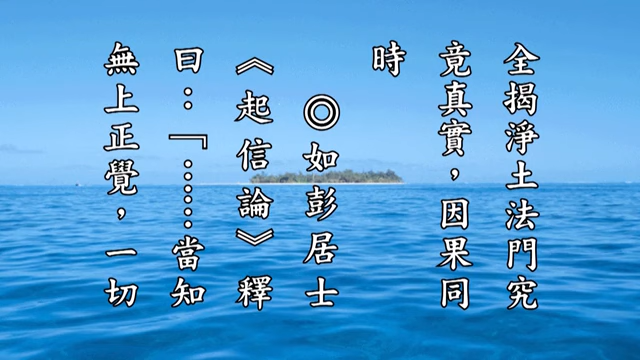 全揭淨土法門究
竟真實，因果同
時
◎如彭居士
《起信論》釋
曰：『……當知
無上正覺，一切